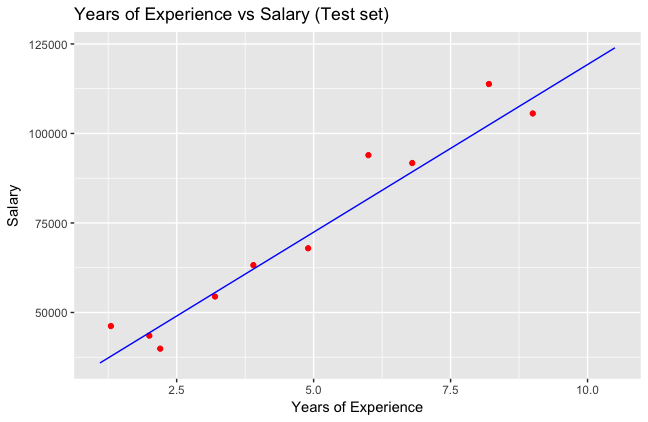 Years of Experience vs Salary (Test set)
125000
100000
75000
50000
Salary
2.5 5.0 7.5 10.0
Years of Experience